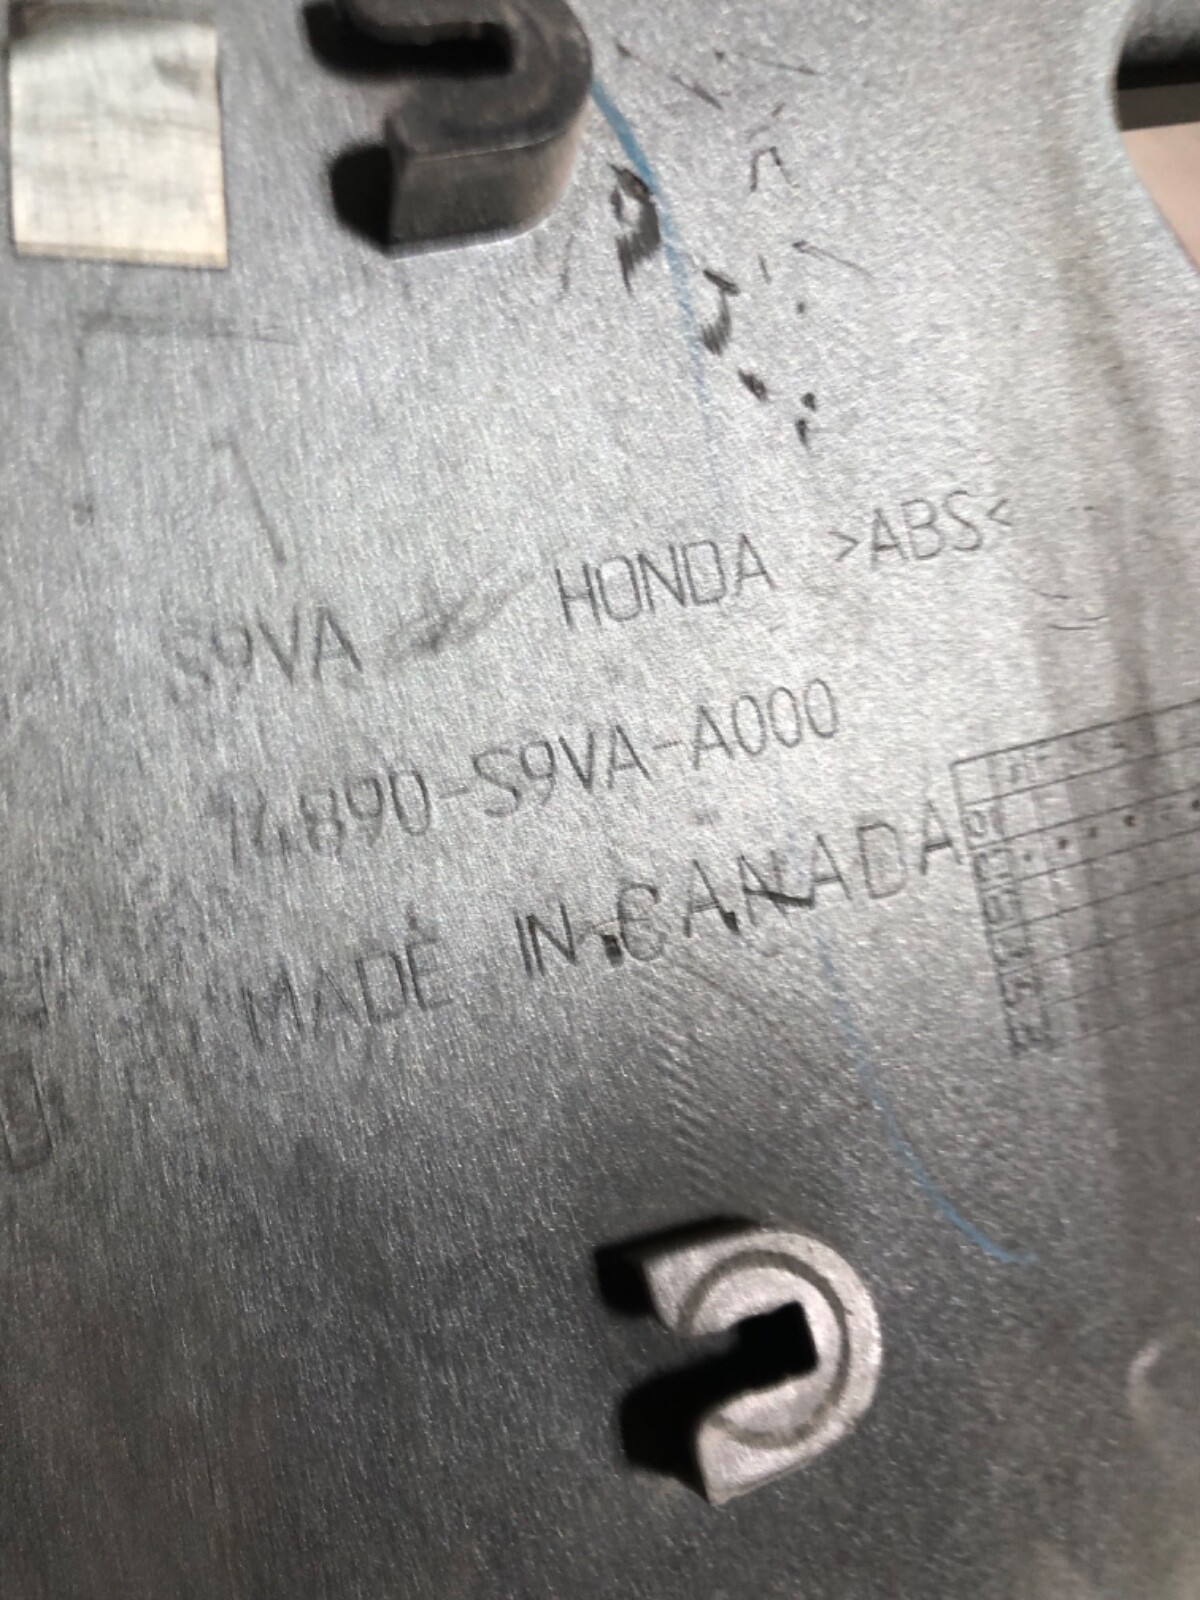 S9VA HONDA >ABS<
74890-S9VA-A000
MADE IN CANADA